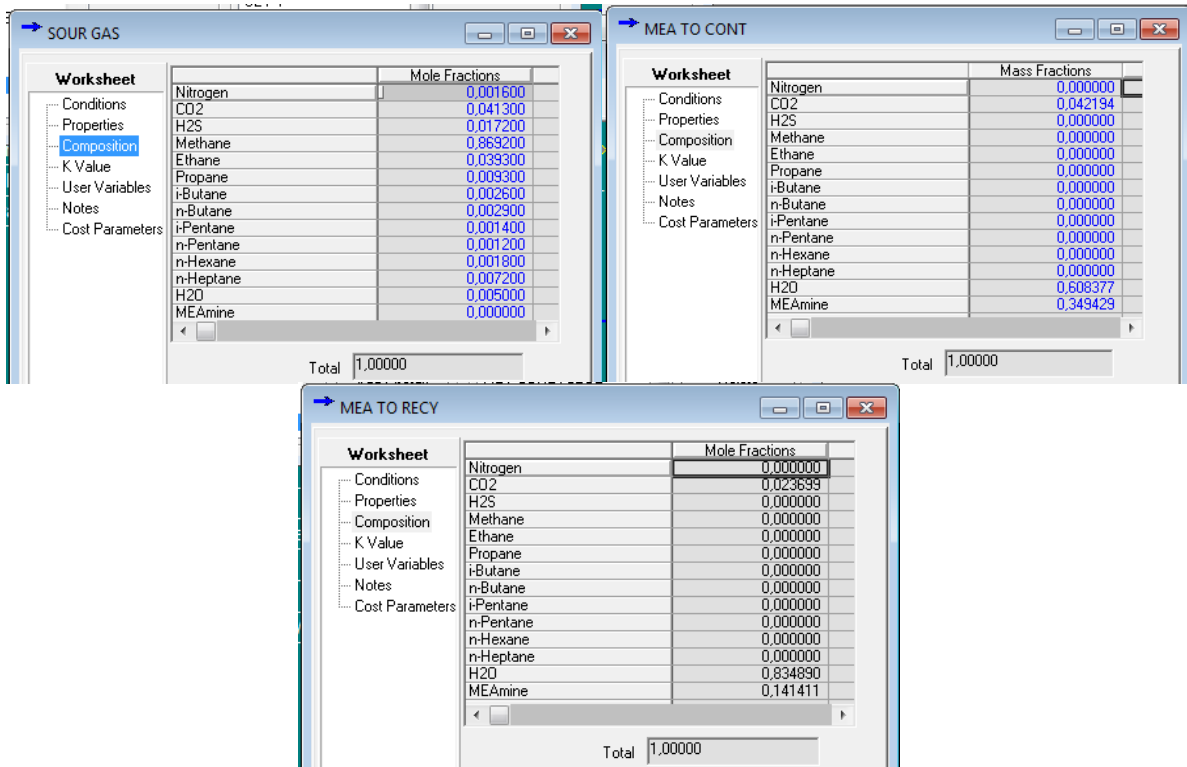 SOUR GAS
Worksheet
Conditions
Properties
Composition
K Value
User Variables
Notes
Cost Parameters
Mole Fractions
Nitrogen 0,001600
CO2 0,041300
H2S 0,017200
Methane 0,869200
Ethane 0,039300
Propane 0,009300
i-Butane 0,002600
n-Butane 0,002900
i-Pentane 0,001400
n-Pentane 0,001200
n-Hexane 0,001800
n-Heptane 0,007200
H2O 0,005000
MEAmine 0,000000
Total 1,00000
MEA TO CONT
Worksheet
Conditions
Properties
Composition
K Value
User Variables
Notes
Cost Parameters
Mass Fractions
Nitrogen 0,000000
CO2 0,042194
H2S 0,000000
Methane 0,000000
Ethane 0,000000
Propane 0,000000
i-Butane 0,000000
n-Butane 0,000000
i-Pentane 0,000000
n-Pentane 0,000000
n-Hexane 0,000000
n-Heptane 0,000000
H2O 0,608377
MEAmine 0,349429
Total 1,00000
MEA TO RECY
Worksheet
Conditions
Properties
Composition
K Value
User Variables
Notes
Cost Parameters
Mole Fractions
Nitrogen 0,000000
CO2 0,023699
H2S 0,000000
Methane 0,000000
Ethane 0,000000
Propane 0,000000
i-Butane 0,000000
n-Butane 0,000000
i-Pentane 0,000000
n-Pentane 0,000000
n-Hexane 0,000000
n-Heptane 0,000000
H2O 0,834890
MEAmine 0,141411
Total 1,00000